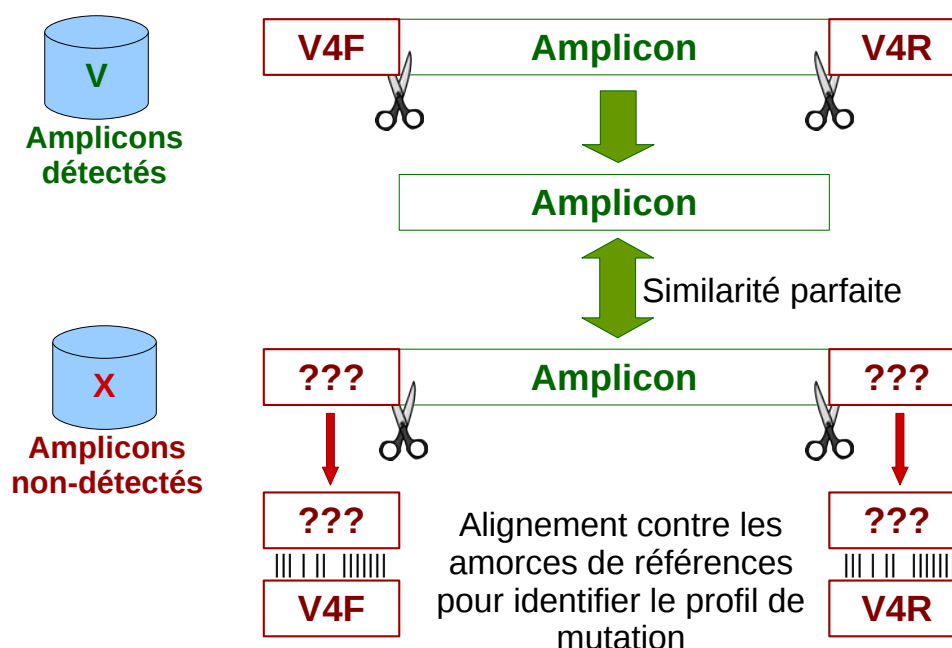 V4F Amplicon V4R
V
Amplicons
détectés
Amplicon
Similarité parfaite
??? Amplicon ???
X
Amplicons
non-détectés
??? ???
Alignement contre les
amorces de références
pour identifier le profil de
mutation
V4F V4R